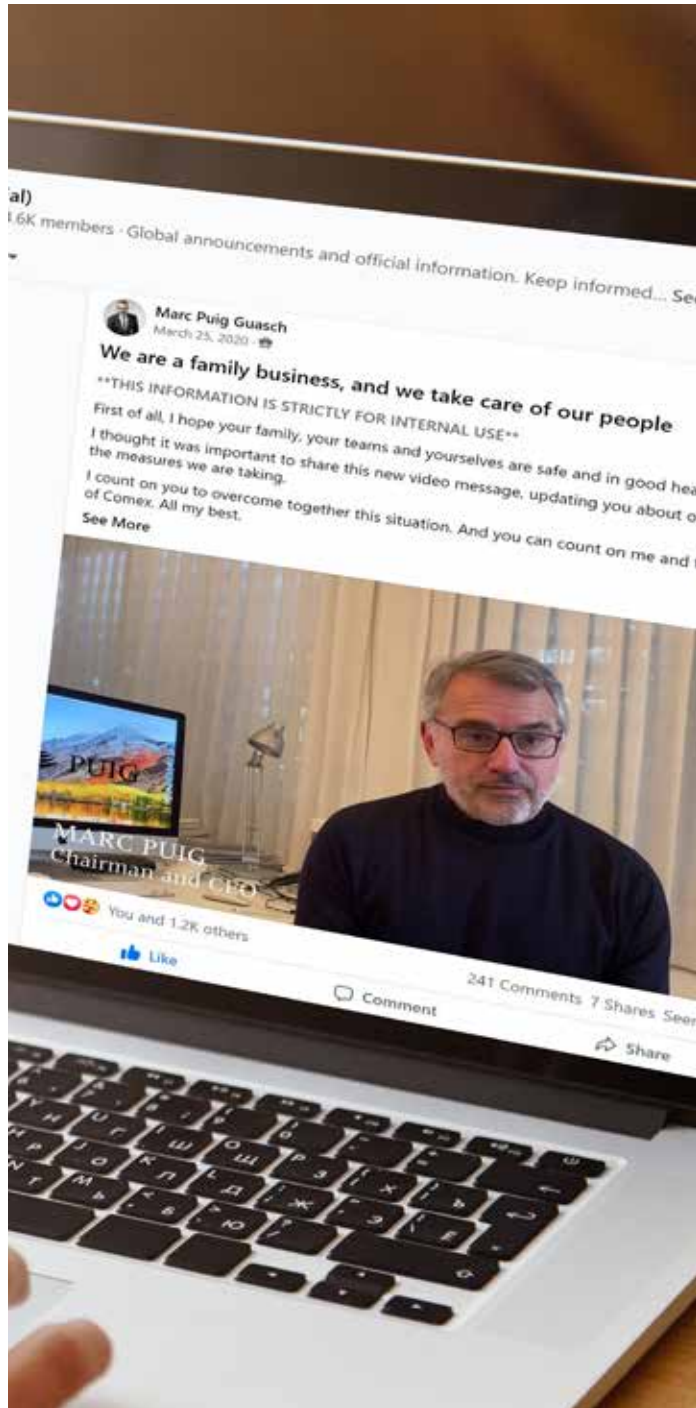 al)
.6K members · Global announcements and official information. Keep informed... See
Marc Puig Guasch
March 25, 2020 ·
We are a family business, and we take care of our people
**THIS INFORMATION IS STRICTLY FOR INTERNAL USE**
First of all, I hope your family, your teams and yourselves are safe and in good hea
I thought it was important to share this new video message, updating you about o
the measures we are taking.
I count on you to overcome together this situation. And you can count on me and
of Comex. All my best.
See More
PUIG
MARC PUIG
Chairman and CEO
You and 1.2K others
241 Comments 7 Shares Seen
Like
Comment
Share